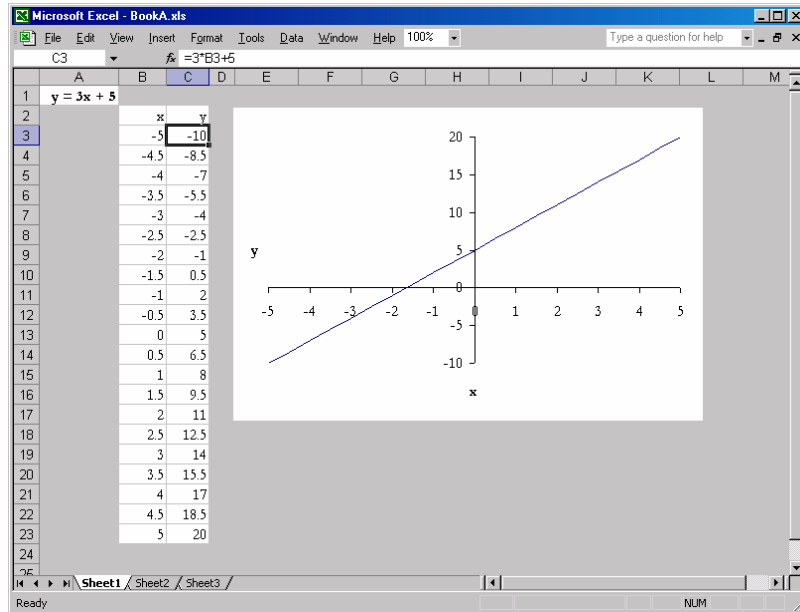 Microsoft Excel - BookA.xls
File Edit View Insert Format Tools Data Window Help 100% Type a question for help
C3 fx =3*B3+5
A B C D E F G H I J K L M
1 y = 3x + 5
2 x y
3 -5 -10
4 -4.5 -8.5
5 -4 -7
6 -3.5 -5.5
7 -3 -4
8 -2.5 -2.5
9 -2 -1
10 -1.5 0.5
11 -1 2
12 -0.5 3.5
13 0 5
14 0.5 6.5
15 1 8
16 1.5 9.5
17 2 11
18 2.5 12.5
19 3 14
20 3.5 15.5
21 4 17
22 4.5 18.5
23 5 20
24
25
20
15
10
y 5
0
-5 -4 -3 -2 -1 0 1 2 3 4 5
-5
-10
x
Sheet1 Sheet2 Sheet3
Ready NUM